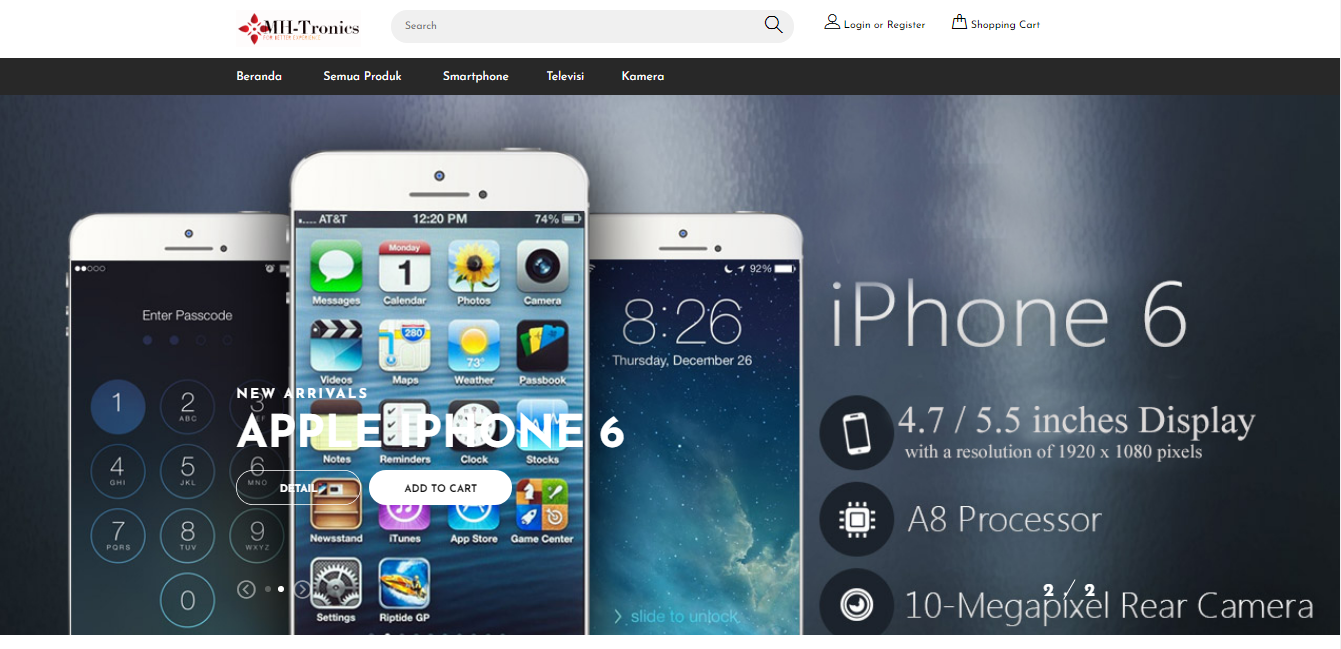 MH-Tronics
FOR BETTER EXPERIENCE
Search
Login or Register
Shopping Cart
Beranda Semua Produk Smartphone Televisi Kamera
AT&T 12:20 PM 74%
Monday
1
Messages Calendar Photos Camera
280
73°
Videos Maps Weather Passbook
Notes Reminders Clock Stocks
Newsstand iTunes App Store Game Center
Settings Riptide GP
Enter Passcode
1 2 ABC 3
4 GHI 5 JKL 6 MNO
7 PQRS 8 TUV 9 WXYZ
0
92%
8:26
Thursday, December 26
slide to unlock
NEW ARRIVALS
APPLE IPHONE 6
DETAIL
ADD TO CART
iPhone 6
4.7 / 5.5 inches Display
with a resolution of 1920 x 1080 pixels
A8 Processor
10-Megapixel Rear Camera
2 / 2